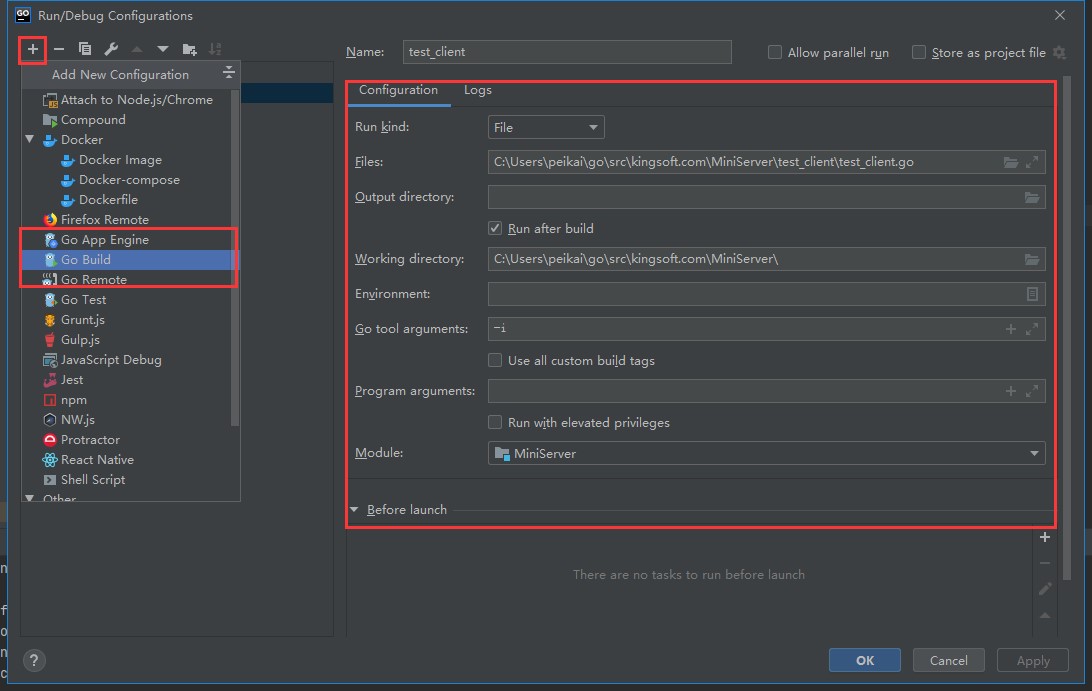 GO Run/Debug Configurations
Add New Configuration
Attach to Node.js/Chrome
Compound
Docker
Docker Image
Docker-compose
Dockerfile
Firefox Remote
Go App Engine
Go Build
Go Remote
Go Test
Grunt.js
Gulp.js
JavaScript Debug
Jest
npm
NW.js
Protractor
React Native
Shell Script
Other
Name: test_client
Allow parallel run
Store as project file
Configuration Logs
Run kind: File
Files: C:\Users\peikai\go\src\kingsoft.com\MiniServer\test_client\test_client.go
Output directory:
Run after build
Working directory: C:\Users\peikai\go\src\kingsoft.com\MiniServer\
Environment:
Go tool arguments: -i
Use all custom build tags
Program arguments:
Run with elevated privileges
Module: MiniServer
Before launch
There are no tasks to run before launch
? OK Cancel Apply